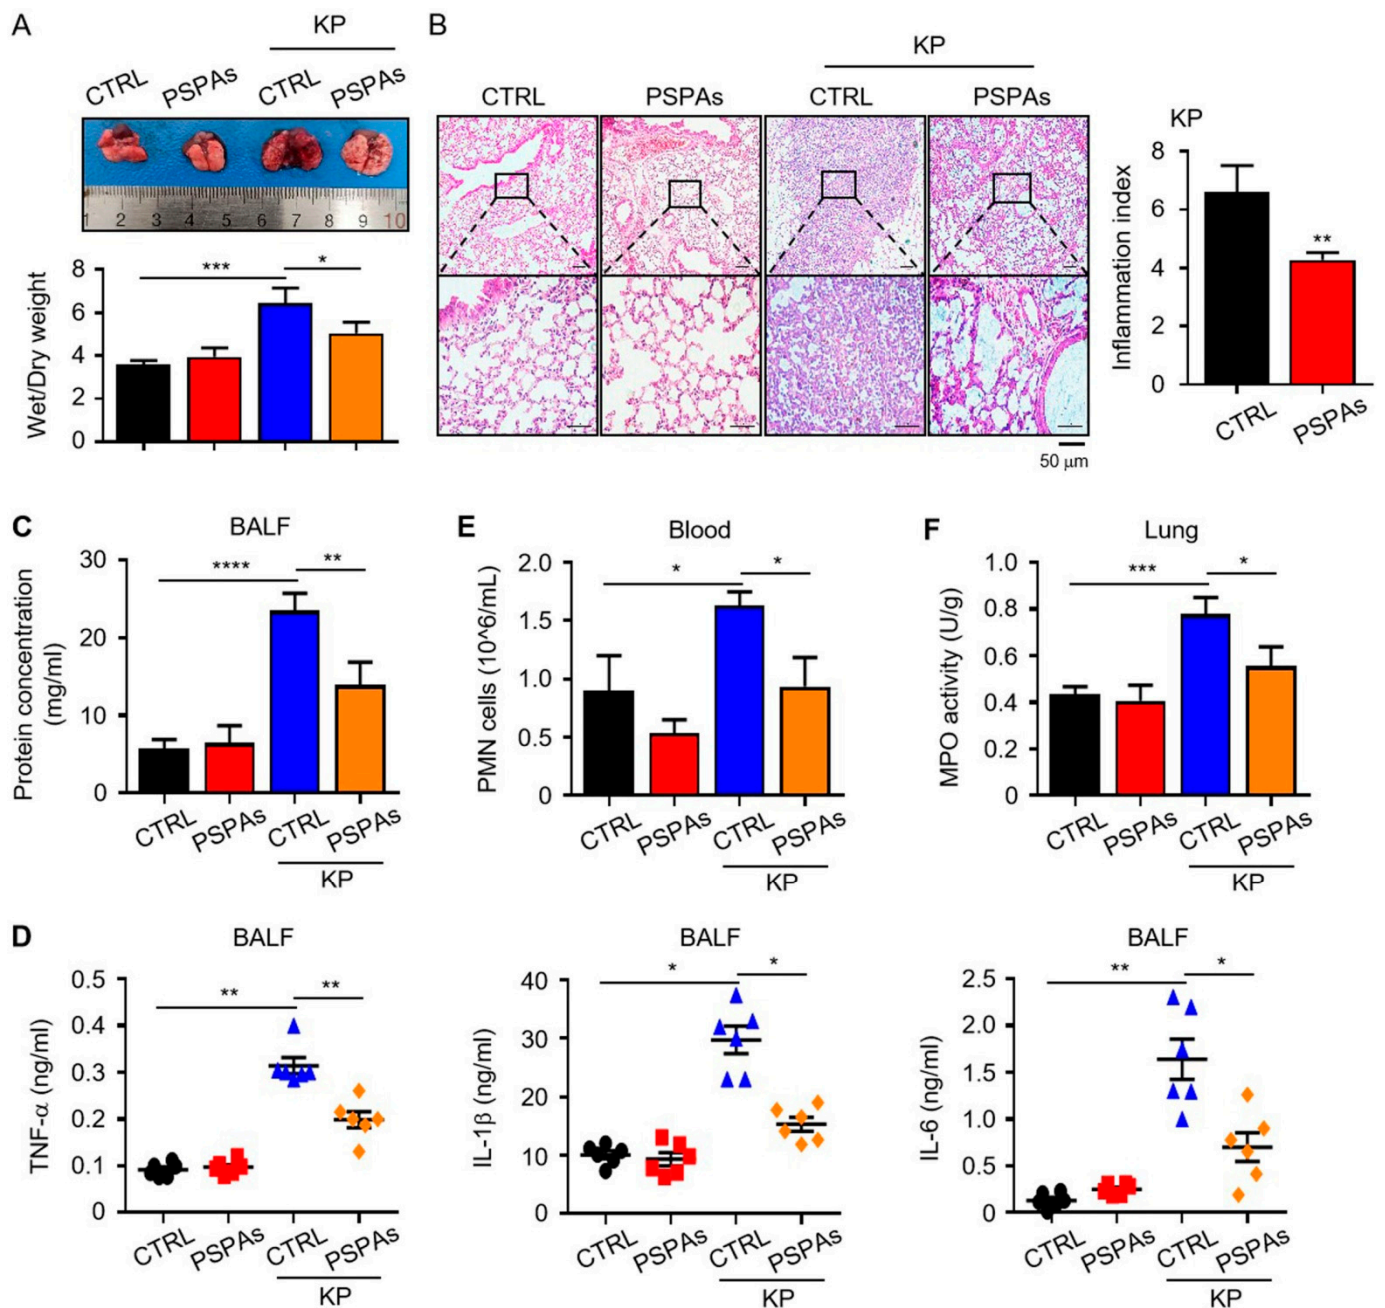 A
KP
CTRL PSPAs CTRL PSPAs
1 2 3 4 5 6 7 8 9 10
Wet/Dry weight
8
6
4
2
0
*** *
B
KP
CTRL PSPAs CTRL PSPAs
50 μm
KP
Inflammation index
8
6
4
2
0
**
CTRL PSPAs
C
BALF
Protein concentration
(mg/ml)
30
20
10
0
**** **
CTRL PSPAs CTRL PSPAs
KP
E
Blood
PMN cells (10^6/mL)
2.0
1.5
1.0
0.5
0
* *
CTRL PSPAs CTRL PSPAs
KP
F
Lung
MPO activity (U/g)
1.0
0.8
0.6
0.4
0.2
0
*** *
CTRL PSPAs CTRL PSPAs
KP
D
BALF
TNF-α (ng/ml)
0.5
0.4
0.3
0.2
0.1
0
** **
CTRL PSPAs CTRL PSPAs
KP
BALF
IL-1β (ng/ml)
40
30
20
10
0
* *
CTRL PSPAs CTRL PSPAs
KP
BALF
IL-6 (ng/ml)
2.5
2.0
1.5
1.0
0.5
0
** *
CTRL PSPAs CTRL PSPAs
KP